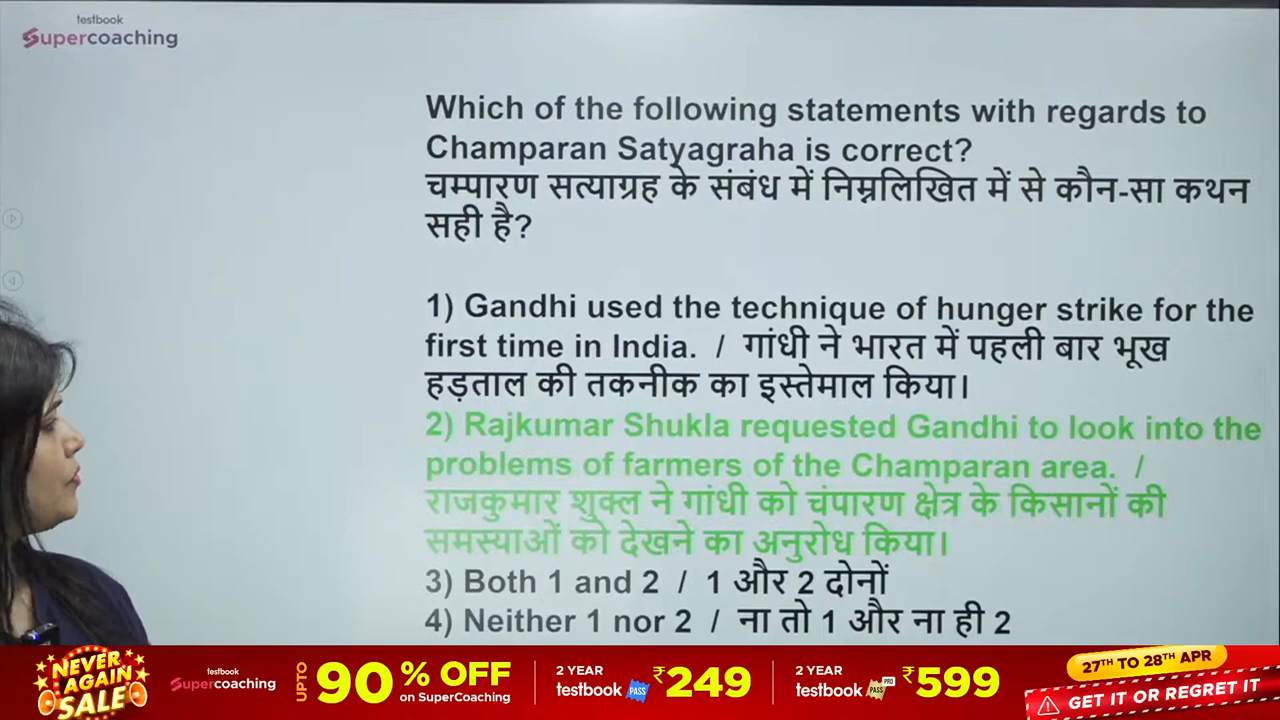 testbook
Supercoaching
Which of the following statements with regards to
Champaran Satyagraha is correct?
चम्पारण सत्याग्रह के संबंध में निम्नलिखित में से कौन-सा कथन
सही है?
1) Gandhi used the technique of hunger strike for the
first time in India. / गांधी ने भारत में पहली बार भूख
हड़ताल की तकनीक का इस्तेमाल किया।
2) Rajkumar Shukla requested Gandhi to look into the
problems of farmers of the Champaran area. /
राजकुमार शुक्ल ने गांधी को चंपारण क्षेत्र के किसानों की
समस्याओं को देखने का अनुरोध किया।
3) Both 1 and 2 / 1 और 2 दोनों
4) Neither 1 nor 2 / ना तो 1 और ना ही 2
NEVER
AGAIN
SALE
testbook
Supercoaching
UPTO
90% OFF
on SuperCoaching
2 YEAR
testbook PASS
₹249
2 YEAR
testbook PASS PRO
₹599
27TH TO 28TH APR
GET IT OR REGRET IT